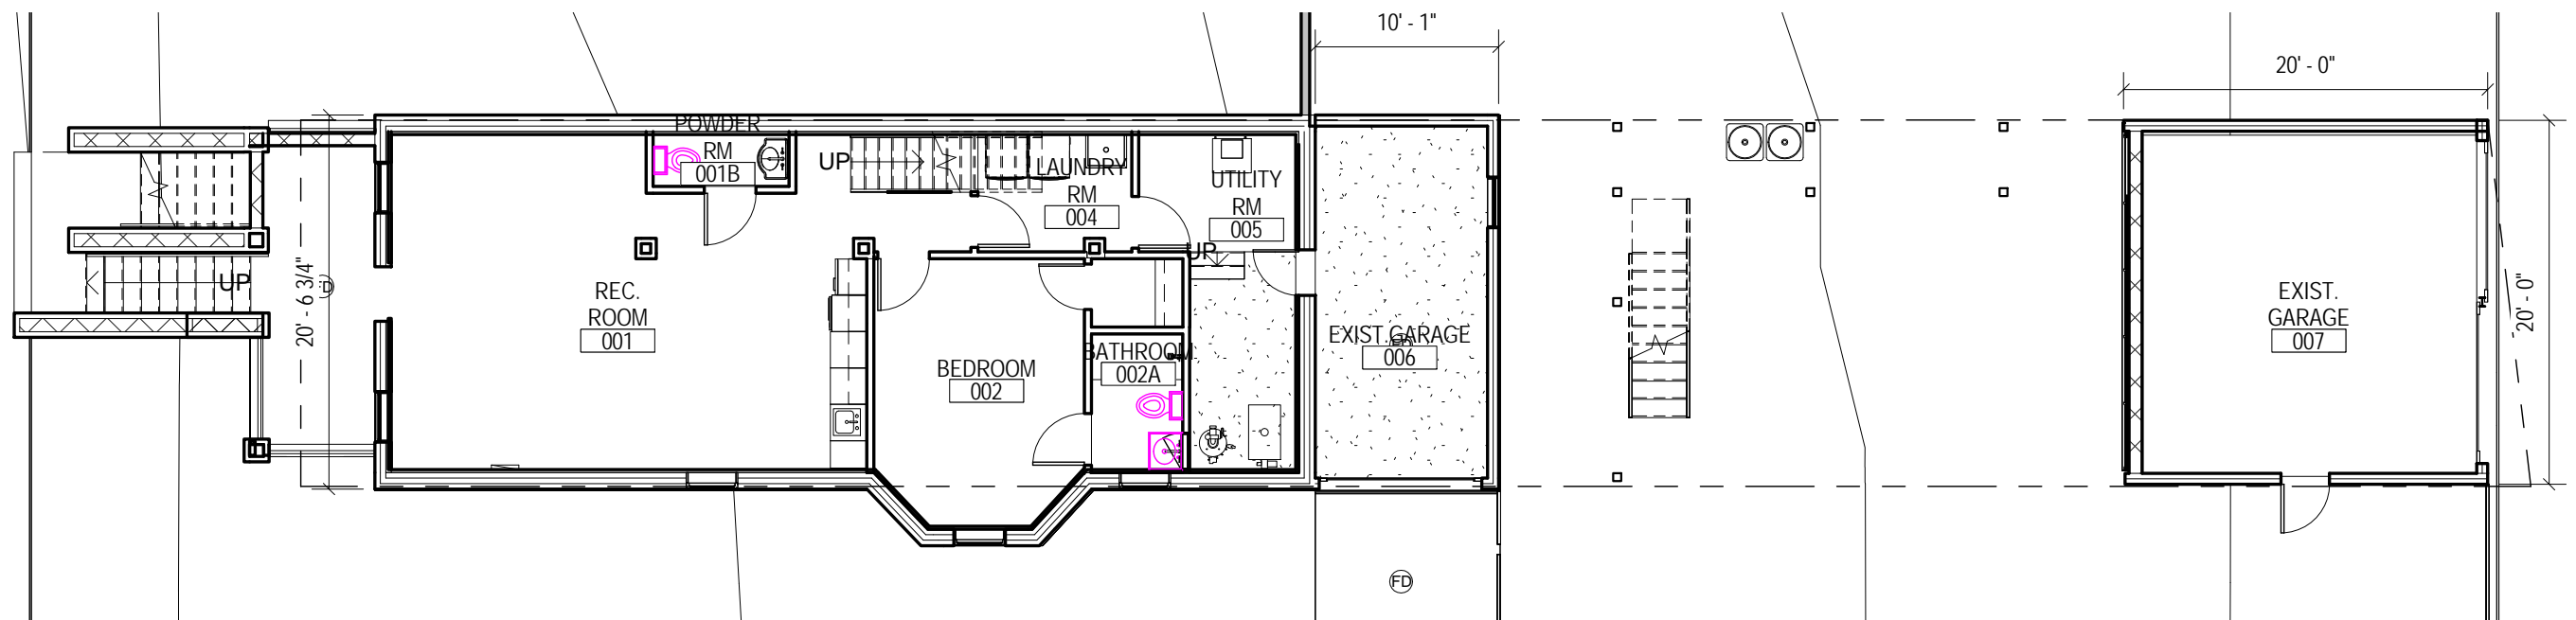 10' - 1"
20' - 0"
POWDER
RM
001B
UP
LAUNDRY
RM
004
UTILITY
RM
005
UP
UP
20' - 6 3/4"
REC.
ROOM
001
BEDROOM
002
BATHROOM
002A
EXIST.GARAGE
006
EXIST.
GARAGE
007
20' - 0"
FD